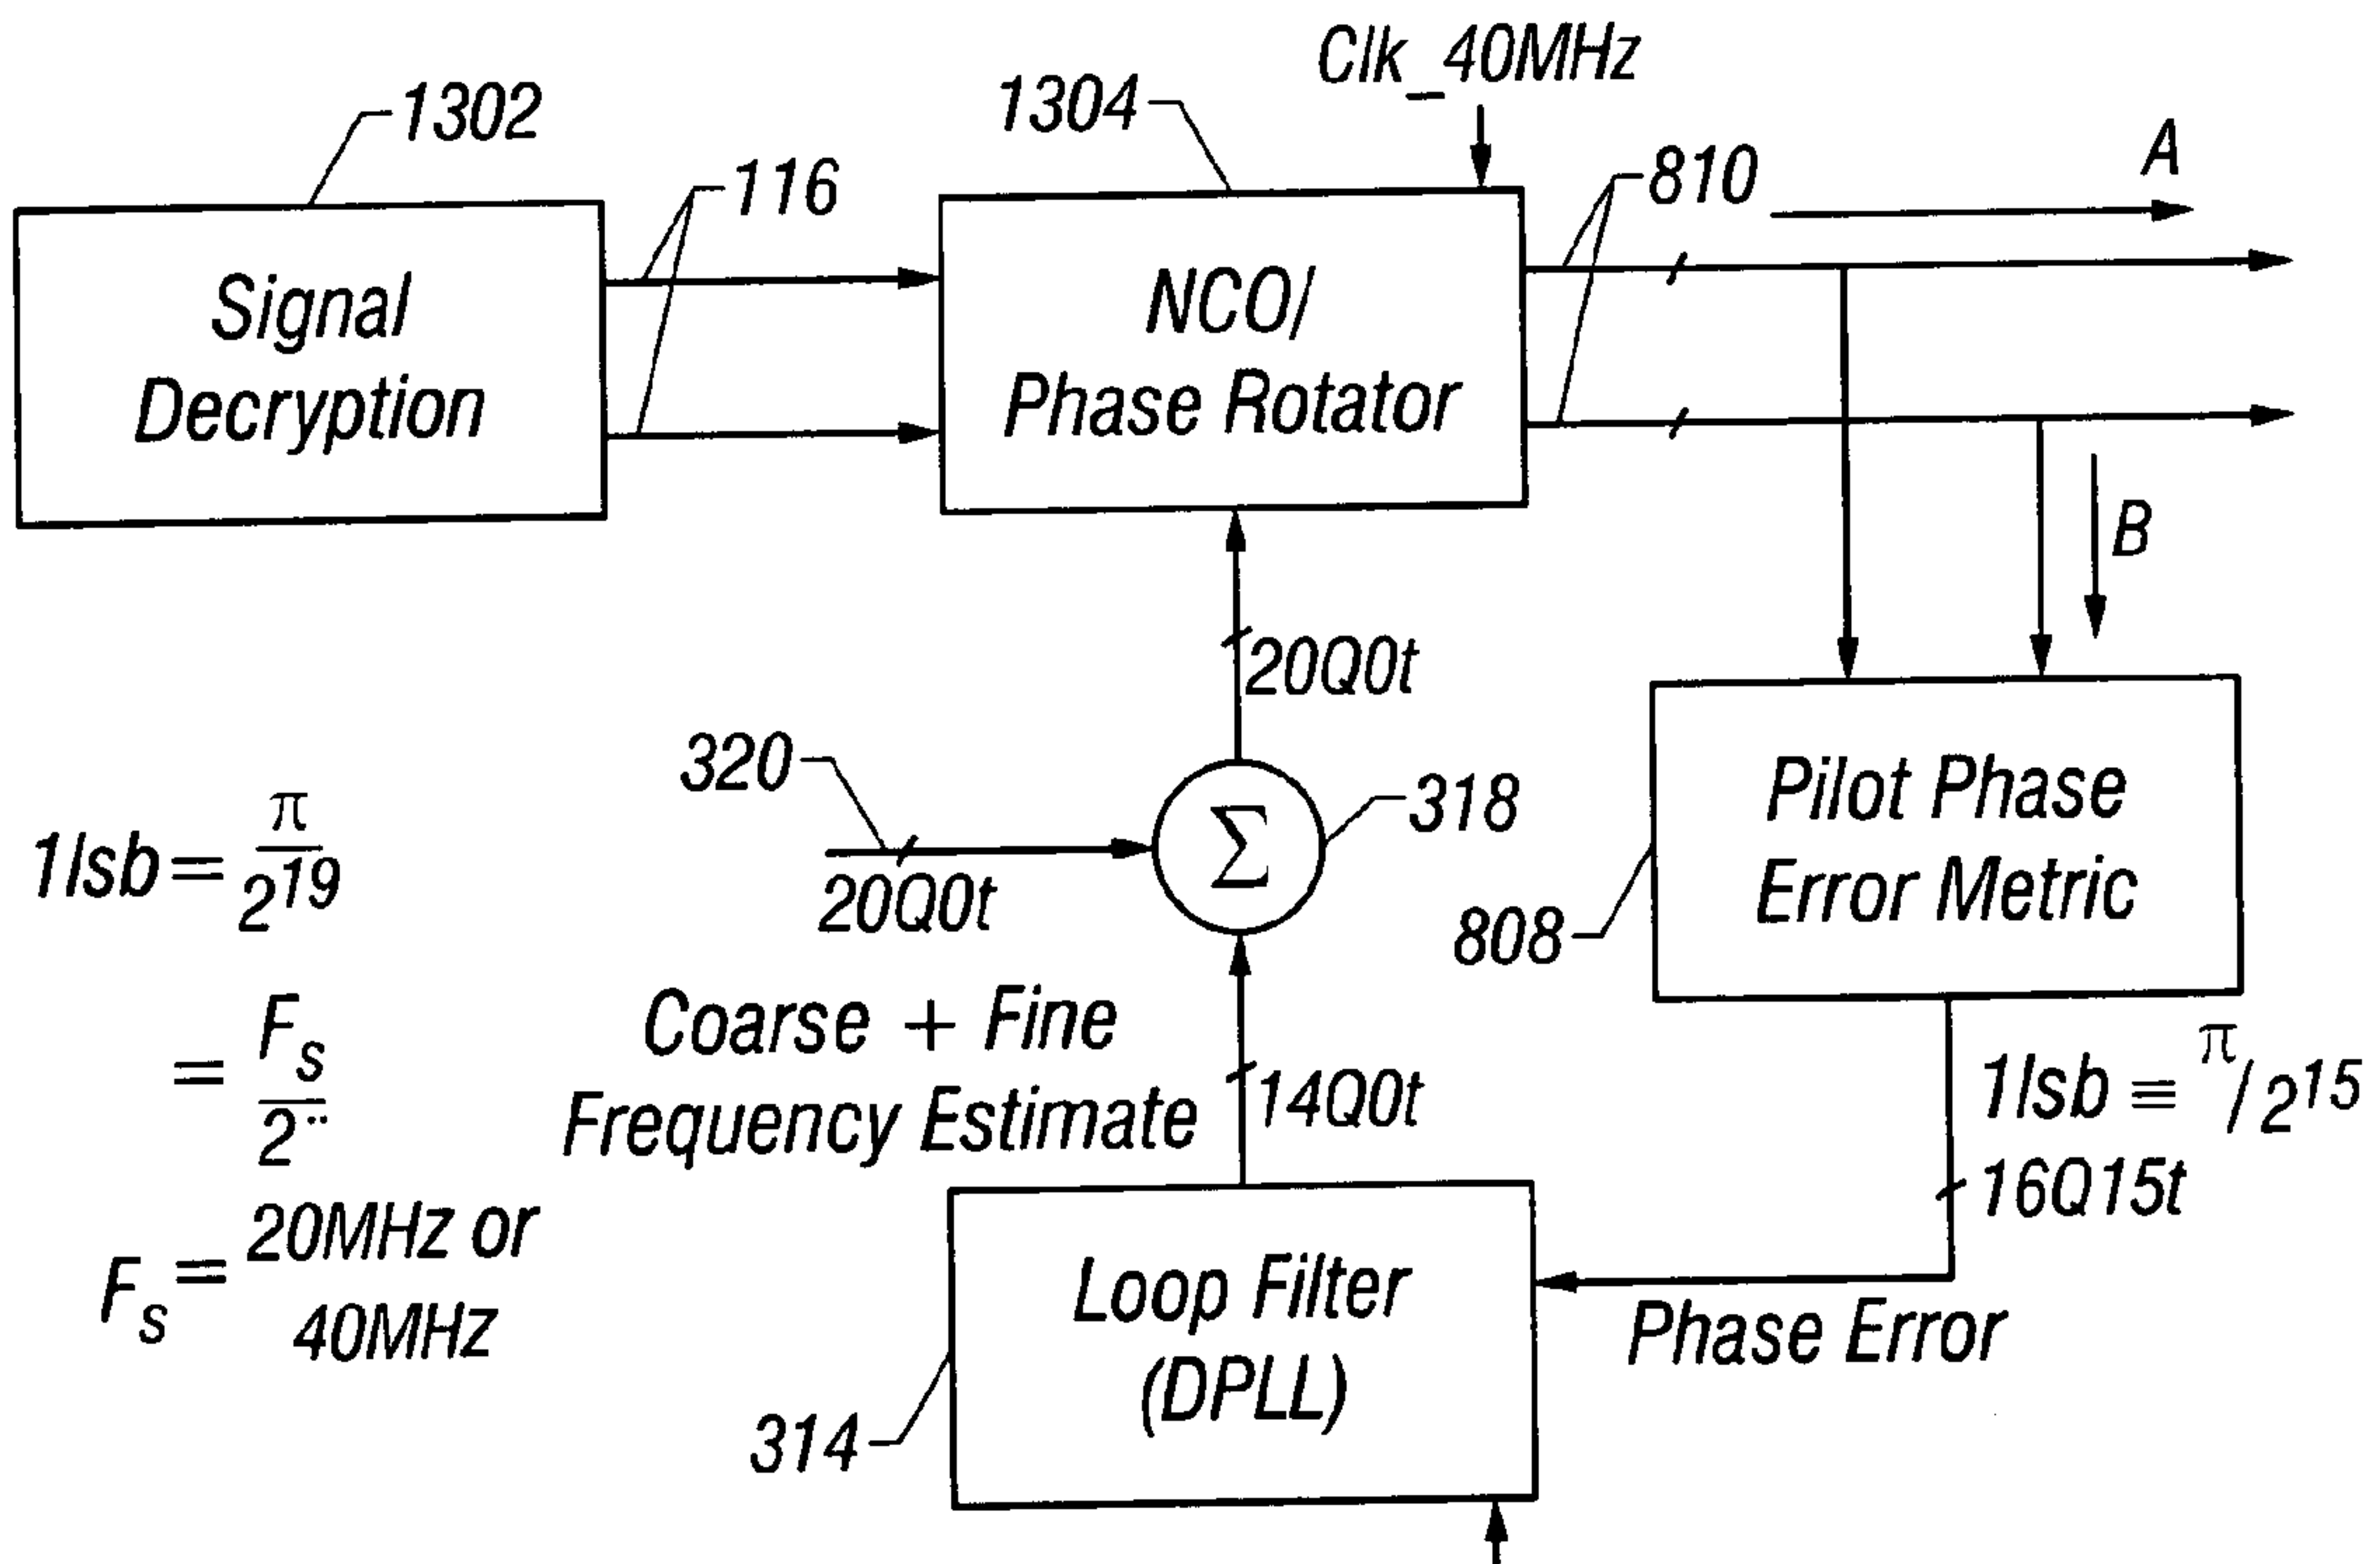 Clk_40MHz
1302
1304
116
810
A
Signal
Decryption
NCO/
Phase Rotator
B
20Q0t
320
318
20Q0t
Σ
Pilot Phase
Error Metric
808
1lsb = π/2^19
≡ F_s/2
F_s = 20MHz or
40MHz
Coarse + Fine
Frequency Estimate
14Q0t
1lsb ≡ π/2^15
16Q15t
Loop Filter
(DPLL)
Phase Error
314